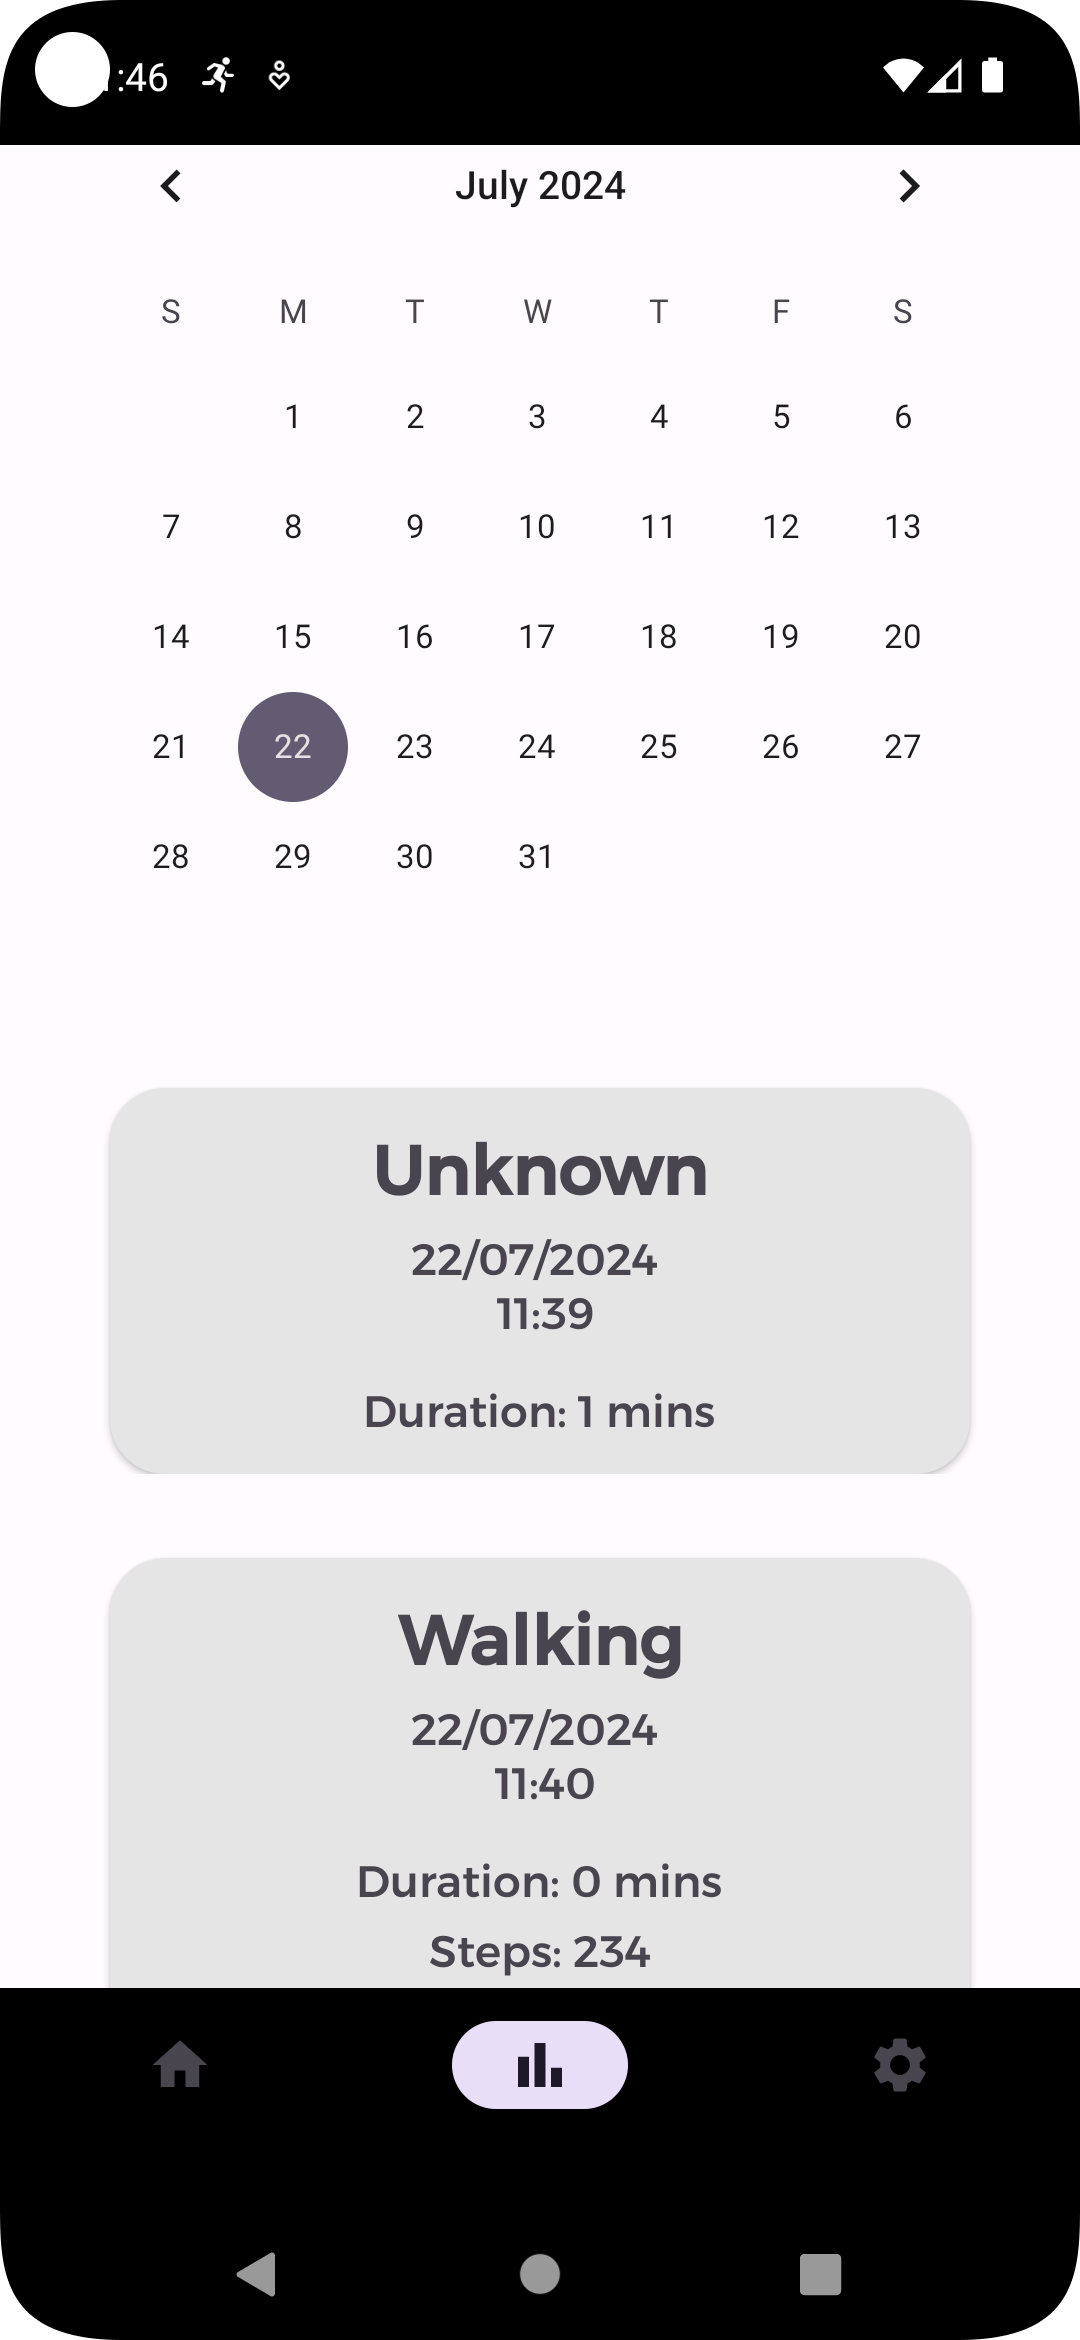 :46
July 2024
S M T W T F S
1 2 3 4 5 6
7 8 9 10 11 12 13
14 15 16 17 18 19 20
21 22 23 24 25 26 27
28 29 30 31
Unknown
22/07/2024
11:39
Duration: 1 mins
Walking
22/07/2024
11:40
Duration: 0 mins
Steps: 234